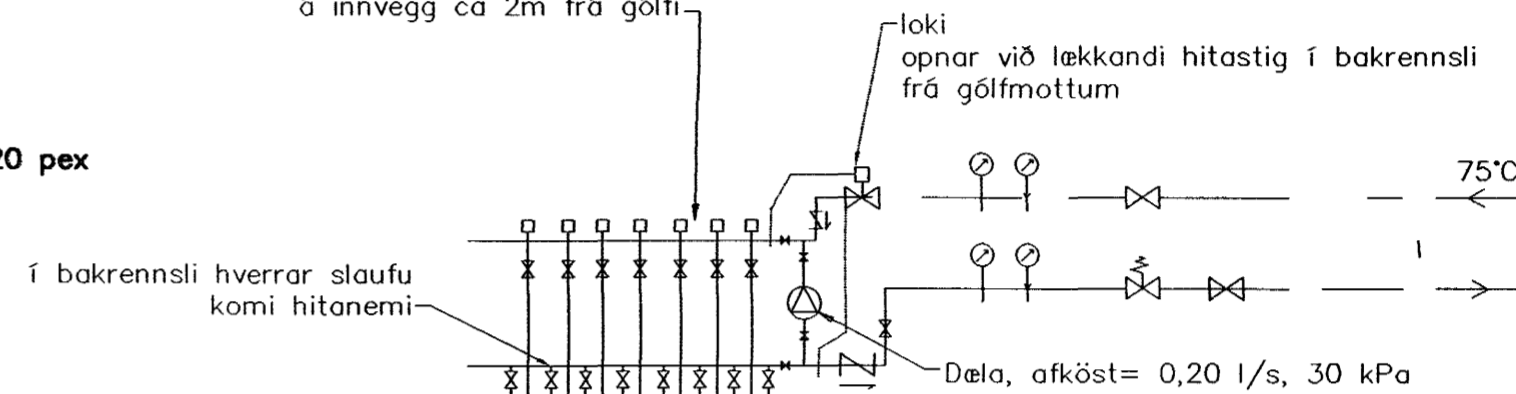 á innvegg ca 2m frá gólfi
loki
opnar við lækkandi hitastig í bakrennsli
frá gólfmottum
20 pex
75°C
í bakrennsli hverrar slaufu
komi hitanemi
Dæla, afköst= 0,20 l/s, 30 kPa